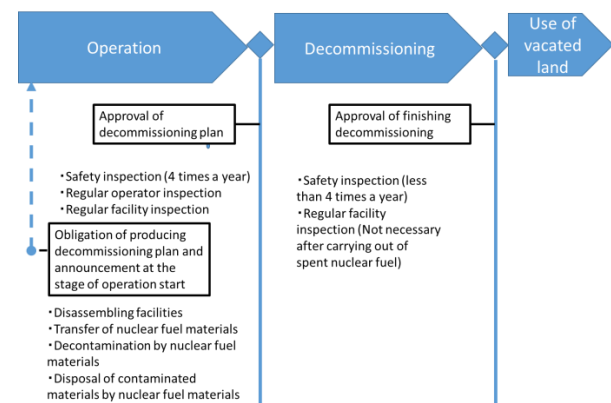 Operation
Decommissioning
Use of
vacated
land
Approval of
decommissioning plan
Approval of finishing
decommissioning
・Safety inspection (4 times a year)
・Regular operator inspection
・Regular facility inspection
・Safety inspection (less
than 4 times a year)
・Regular facility
inspection (Not necessary
after carrying out of
spent nuclear fuel)
Obligation of producing
decommissioning plan and
announcement at the
stage of operation start
・Disassembling facilities
・Transfer of nuclear fuel materials
・Decontamination by nuclear fuel
materials
・Disposal of contaminated
materials by nuclear fuel materials